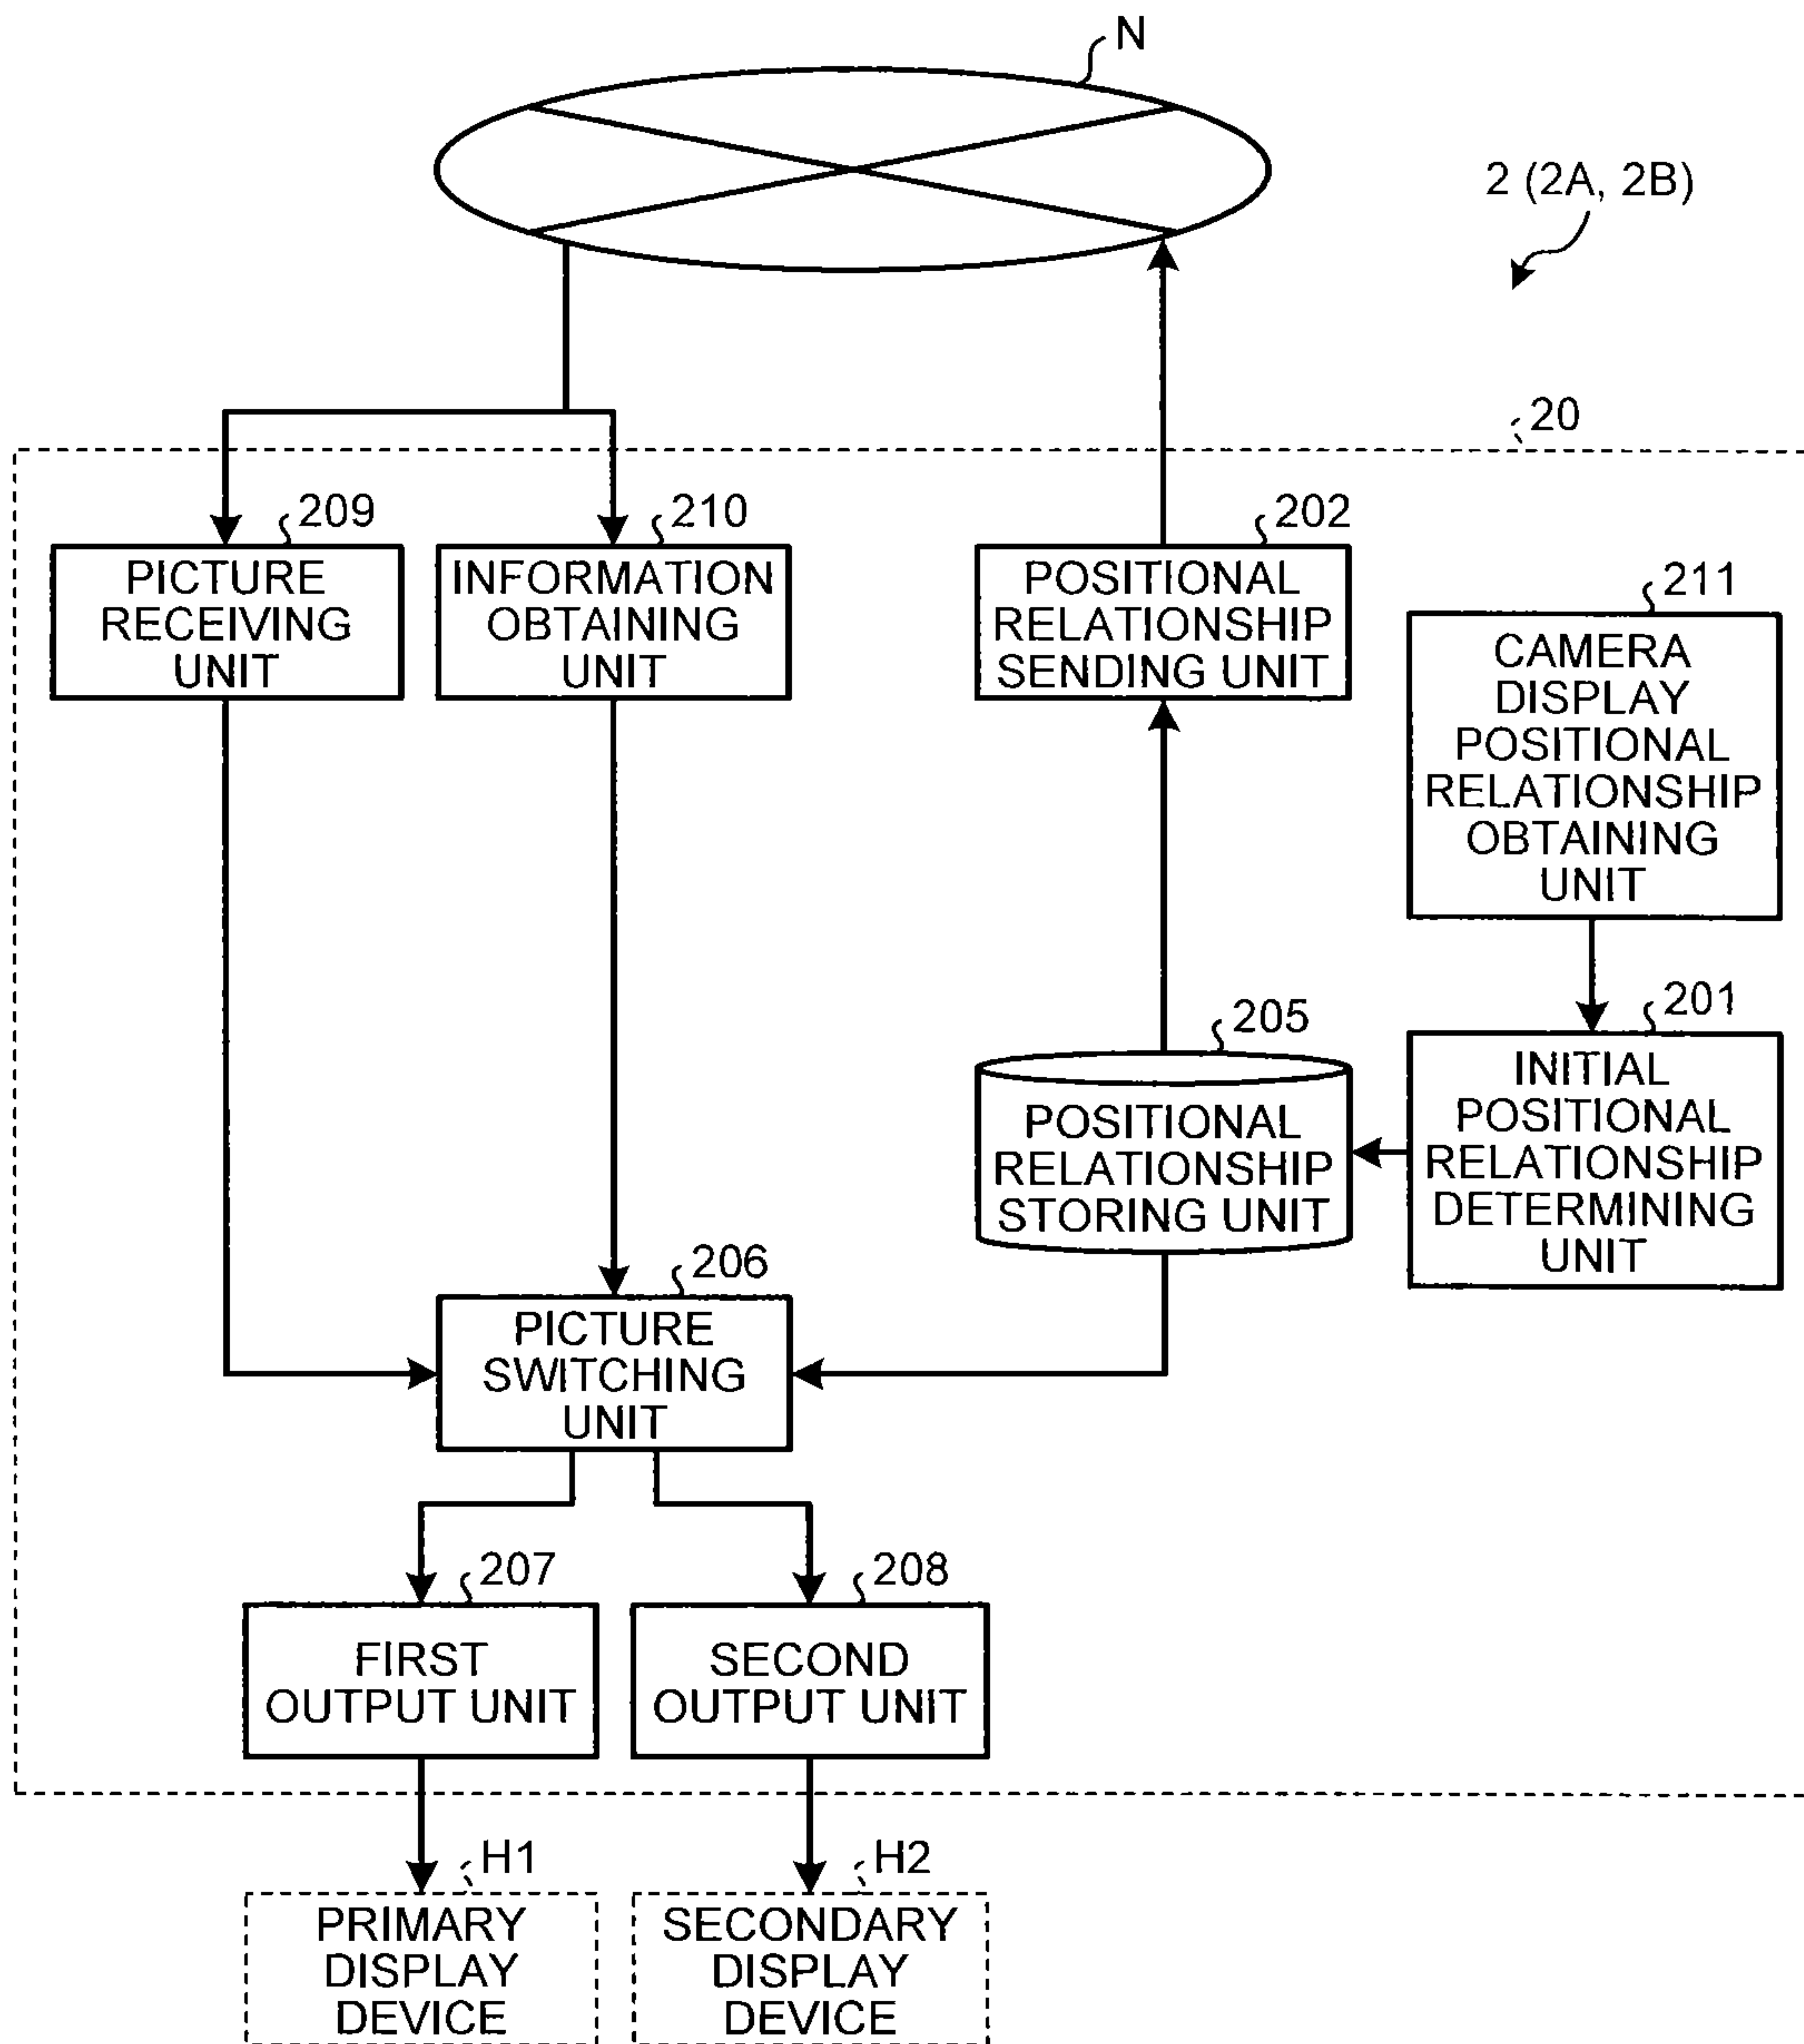 N
2 (2A, 2B)
20
209
PICTURE
RECEIVING
UNIT
210
INFORMATION
OBTAINING
UNIT
202
POSITIONAL
RELATIONSHIP
SENDING UNIT
211
CAMERA
DISPLAY
POSITIONAL
RELATIONSHIP
OBTAINING
UNIT
205
POSITIONAL
RELATIONSHIP
STORING UNIT
201
INITIAL
POSITIONAL
RELATIONSHIP
DETERMINING
UNIT
206
PICTURE
SWITCHING
UNIT
207
FIRST
OUTPUT UNIT
208
SECOND
OUTPUT UNIT
H1
PRIMARY
DISPLAY
DEVICE
H2
SECONDARY
DISPLAY
DEVICE